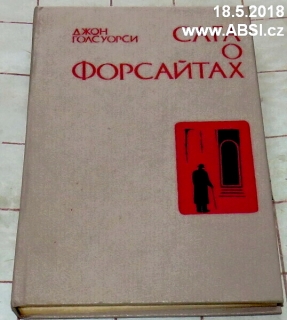 18.5.2018
www.ABSI.cz
ДЖОН
ГОЛСУОРСИ
САГА
О
ФОРСАЙТАХ